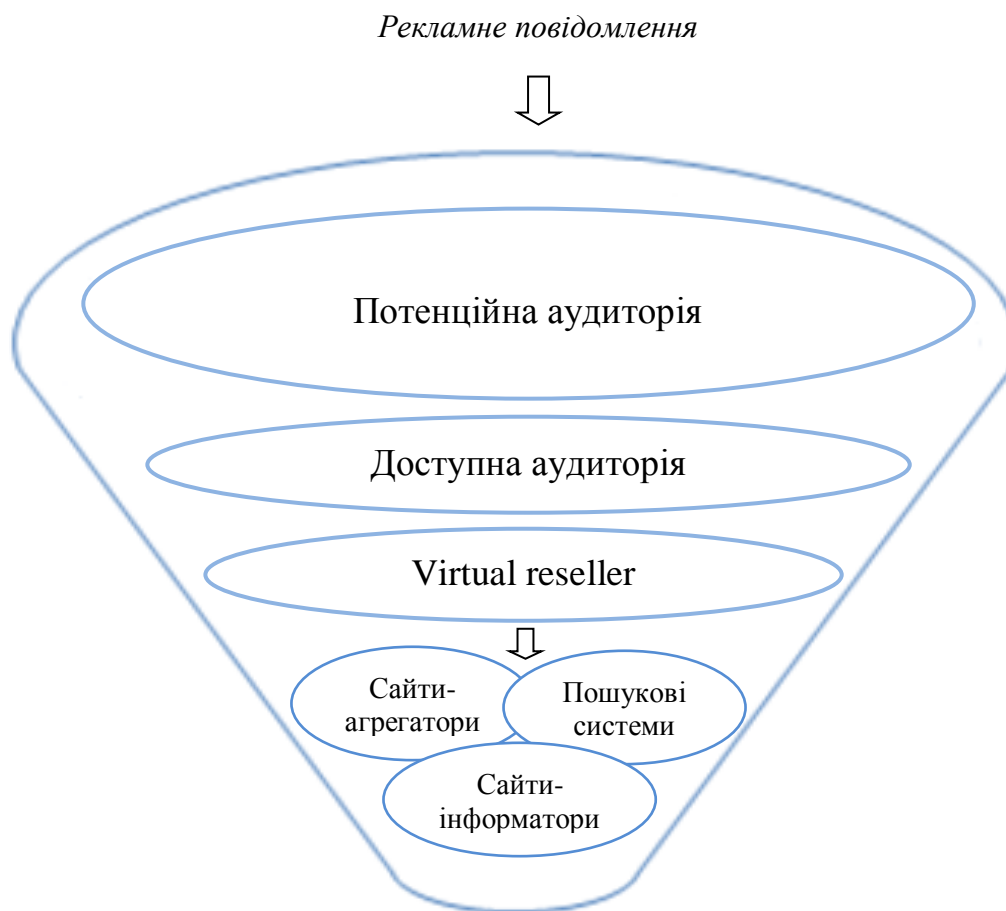 Рекламне повідомлення
Потенційна аудиторія
Доступна аудиторія
Virtual reseller
Сайти-
агрегатори
Пошукові
системи
Сайти-
інформатори